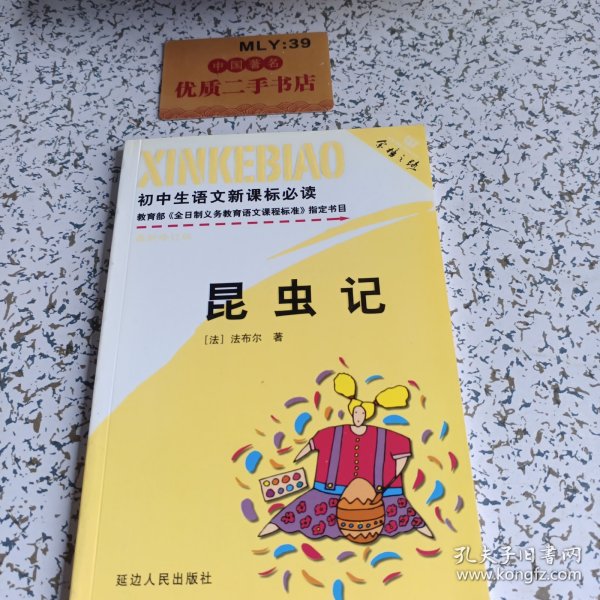 MLY:39
中国著名
优质二手书店
XINKEBIAO
初中生语文新课标必读
教育部《全日制义务教育语文课程标准》指定书目
昆虫记
[法] 法布尔 著
延边人民出版社
孔夫子旧书网
www.kongfz.com